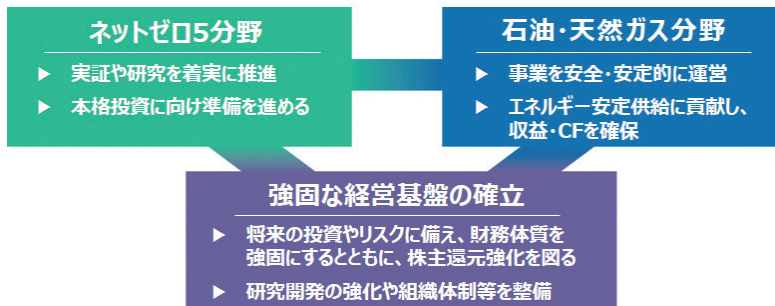 ネットゼロ5分野
▶ 実証や研究を着実に推進
▶ 本格投資に向け準備を進める
石油・天然ガス分野
▶ 事業を安全・安定的に運営
▶ エネルギー安定供給に貢献し、
収益・CFを確保
強固な経営基盤の確立
▶ 将来の投資やリスクに備え、財務体質を
強固にするとともに、株主還元強化を図る
▶ 研究開発の強化や組織体制等を整備